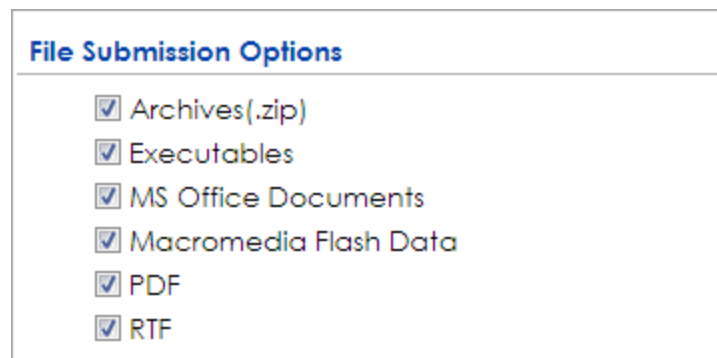 File Submission Options
Archives(.zip)
Executables
MS Office Documents
Macromedia Flash Data
PDF
RTF